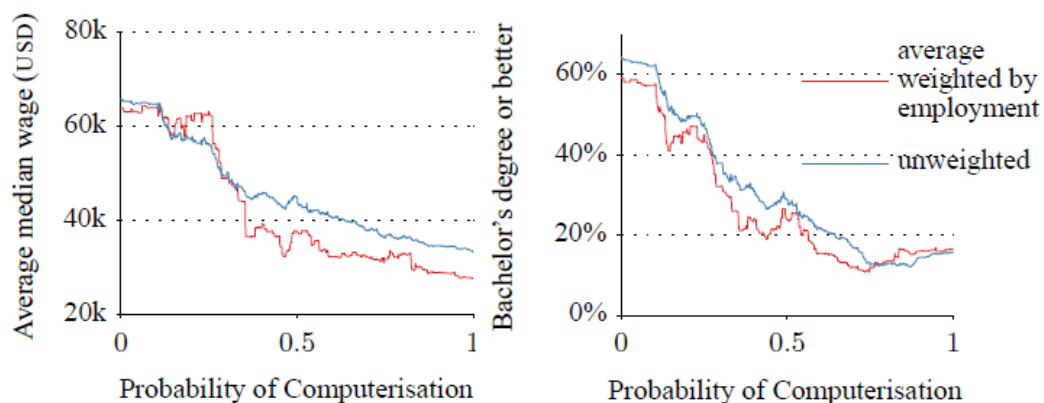 Average median wage (USD)
80k
60k
40k
20k
0
0.5
1
Probability of Computerisation
Bachelor's degree or better
60%
40%
20%
0%
0
0.5
1
Probability of Computerisation
average
weighted by
employment
unweighted